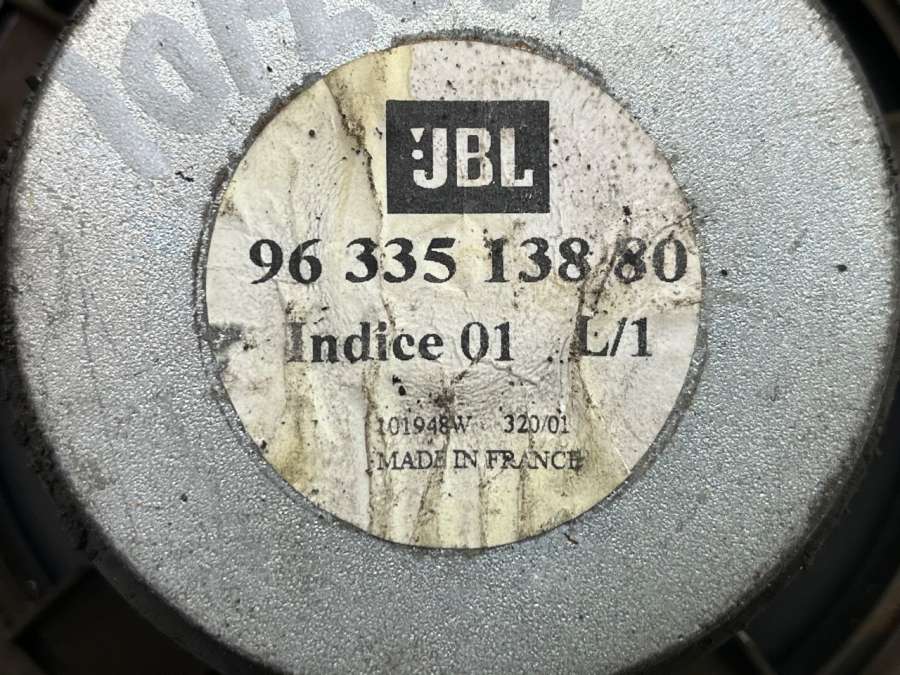 JBL
96 335 138 80
Indice 01 L/1
101948W 320/01
MADE IN FRANCE